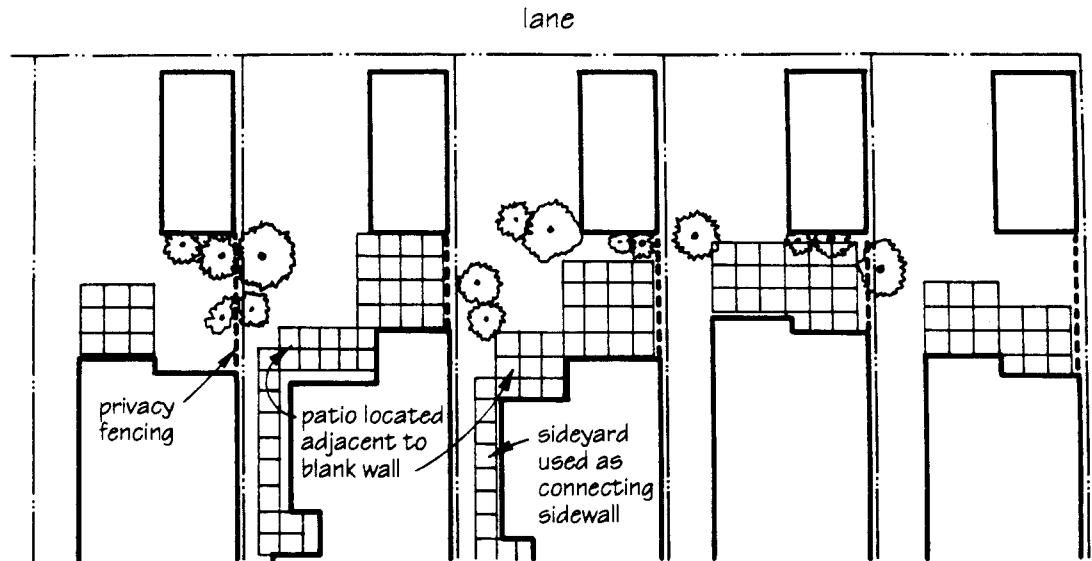 lane
privacy
fencing
patio located
adjacent to
blank wall
sideyard
used as
connecting
sidewall